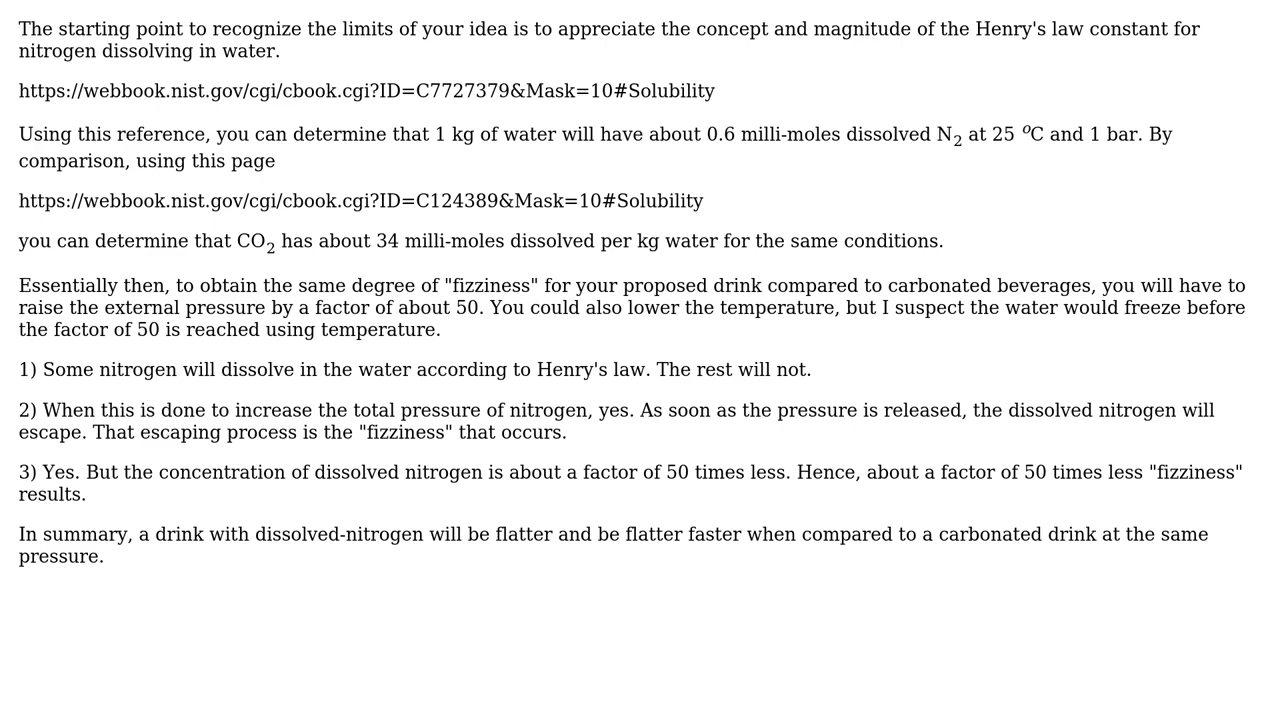 The starting point to recognize the limits of your idea is to appreciate the concept and magnitude of the Henry's law constant for
nitrogen dissolving in water.
https://webbook.nist.gov/cgi/cbook.cgi?ID=C7727379&Mask=10#Solubility
Using this reference, you can determine that 1 kg of water will have about 0.6 milli-moles dissolved N2 at 25 oC and 1 bar. By
comparison, using this page
https://webbook.nist.gov/cgi/cbook.cgi?ID=C124389&Mask=10#Solubility
you can determine that CO2 has about 34 milli-moles dissolved per kg water for the same conditions.
Essentially then, to obtain the same degree of "fizziness" for your proposed drink compared to carbonated beverages, you will have to
raise the external pressure by a factor of about 50. You could also lower the temperature, but I suspect the water would freeze before
the factor of 50 is reached using temperature.
1) Some nitrogen will dissolve in the water according to Henry's law. The rest will not.
2) When this is done to increase the total pressure of nitrogen, yes. As soon as the pressure is released, the dissolved nitrogen will
escape. That escaping process is the "fizziness" that occurs.
3) Yes. But the concentration of dissolved nitrogen is about a factor of 50 times less. Hence, about a factor of 50 times less "fizziness"
results.
In summary, a drink with dissolved-nitrogen will be flatter and be flatter faster when compared to a carbonated drink at the same
pressure.